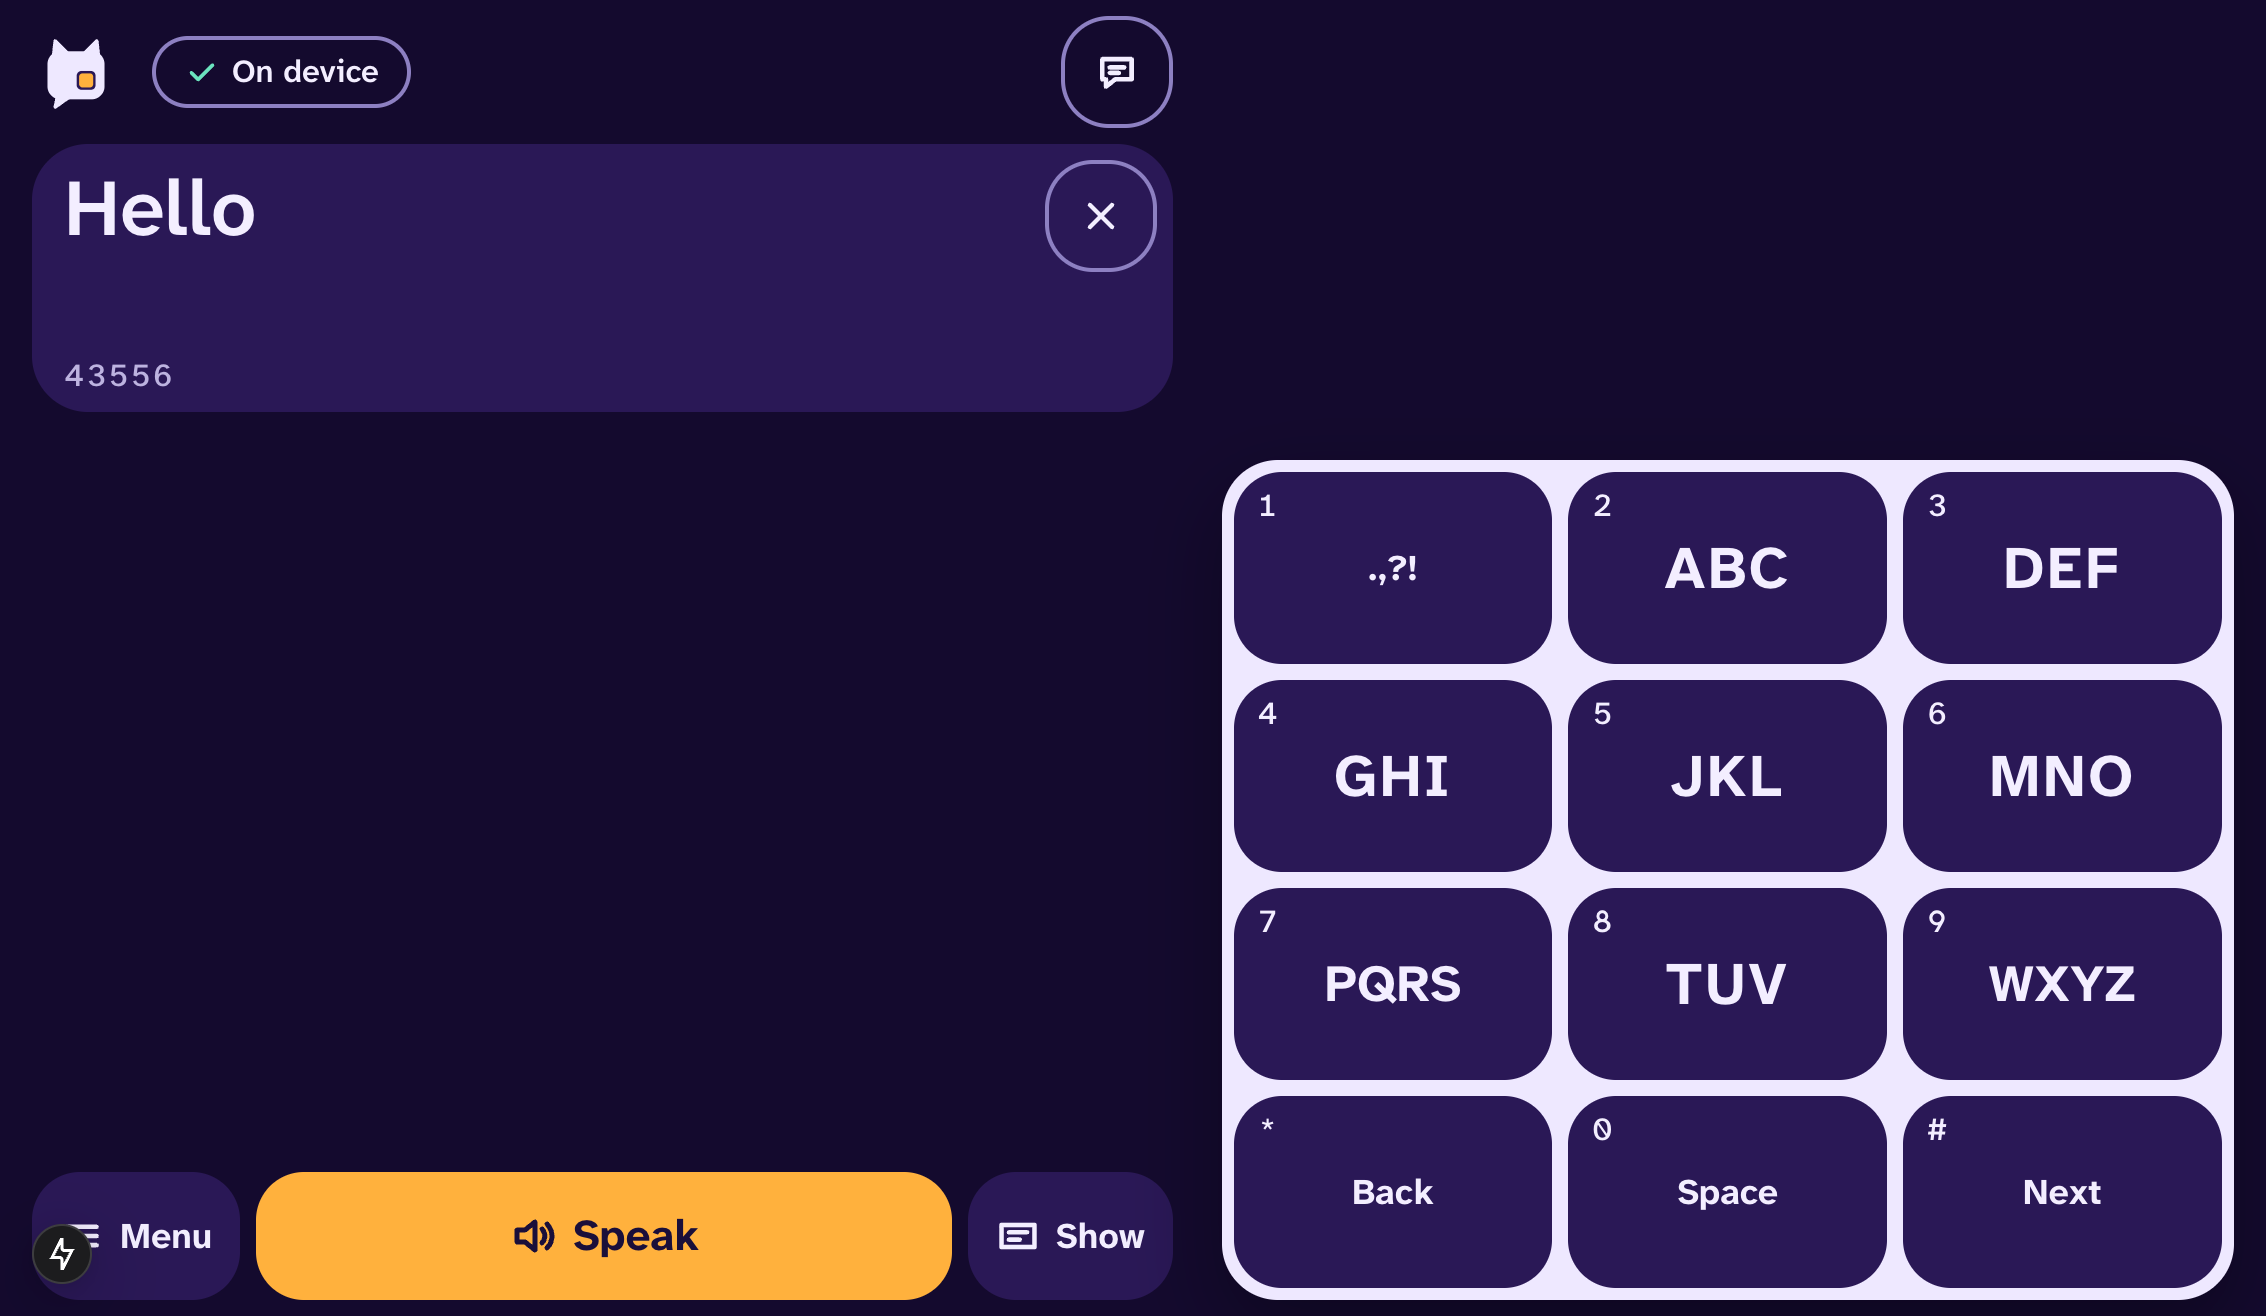 On device
Hello
43556
1
.,?!
2
ABC
3
DEF
4
GHI
5
JKL
6
MNO
7
PQRS
8
TUV
9
WXYZ
*
Back
0
Space
#
Next
Menu
Speak
Show